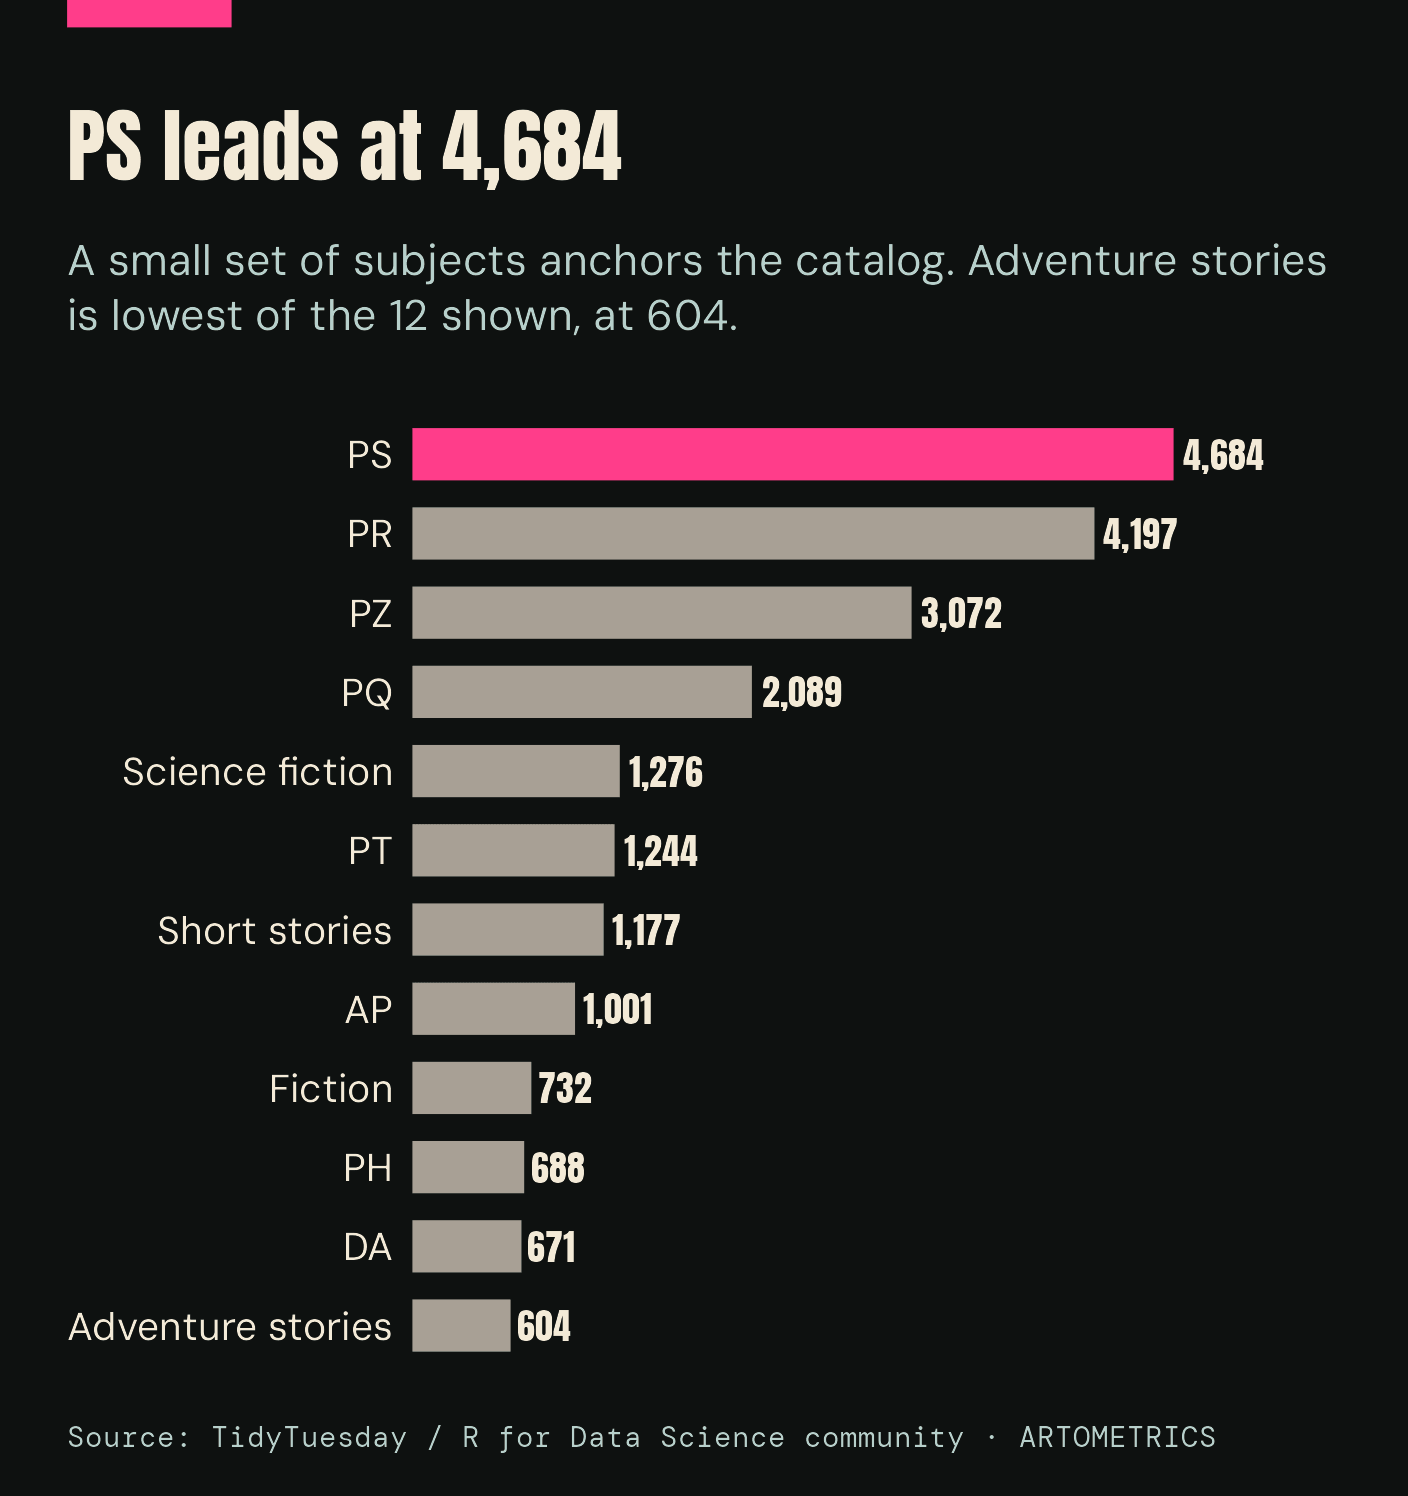 PS leads at 4,684
A small set of subjects anchors the catalog. Adventure stories
is lowest of the 12 shown, at 604.
PS 4,684
PR 4,197
PZ 3,072
PQ 2,089
Science fiction 1,276
PT 1,244
Short stories 1,177
AP 1,001
Fiction 732
PH 688
DA 671
Adventure stories 604
Source: TidyTuesday / R for Data Science community · ARTOMETRICS